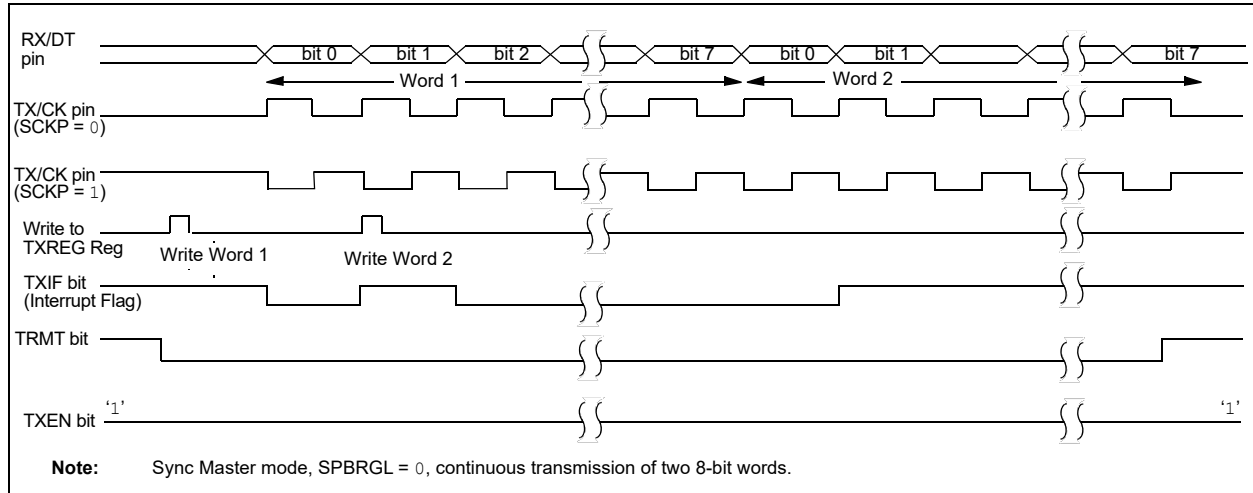 RX/DT
pin
bit 0 bit 1 bit 2 bit 7 bit 0 bit 1 bit 7
Word 1 Word 2
TX/CK pin
(SCKP = 0)
TX/CK pin
(SCKP = 1)
Write to
TXREG Reg
Write Word 1 Write Word 2
TXIF bit
(Interrupt Flag)
TRMT bit
TXEN bit
‘1’ ‘1’
Note: Sync Master mode, SPBRGL = 0, continuous transmission of two 8-bit words.